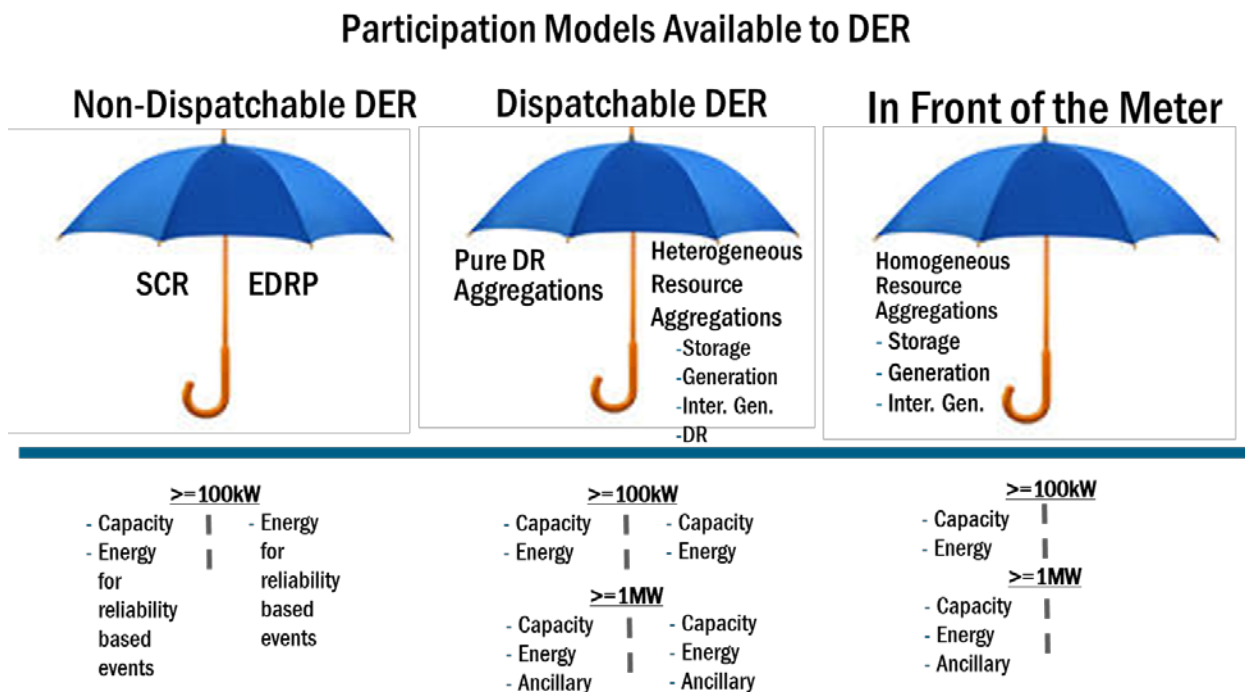 Participation Models Available to DER
Non-Dispatchable DER
SCR
EDRP
>=100kW
- Capacity
- Energy
for
reliability
based
events
- Energy
for
reliability
based
events
Dispatchable DER
Pure DR
Aggregations
Heterogeneous
Resource
Aggregations
-Storage
-Generation
-Inter. Gen.
-DR
>=100kW
- Capacity
- Energy
- Capacity
- Energy
>=1MW
- Capacity
- Energy
- Ancillary
- Capacity
- Energy
- Ancillary
In Front of the Meter
Homogeneous
Resource
Aggregations
- Storage
- Generation
- Inter. Gen.
>=100kW
- Capacity
- Energy
>=1MW
- Capacity
- Energy
- Ancillary